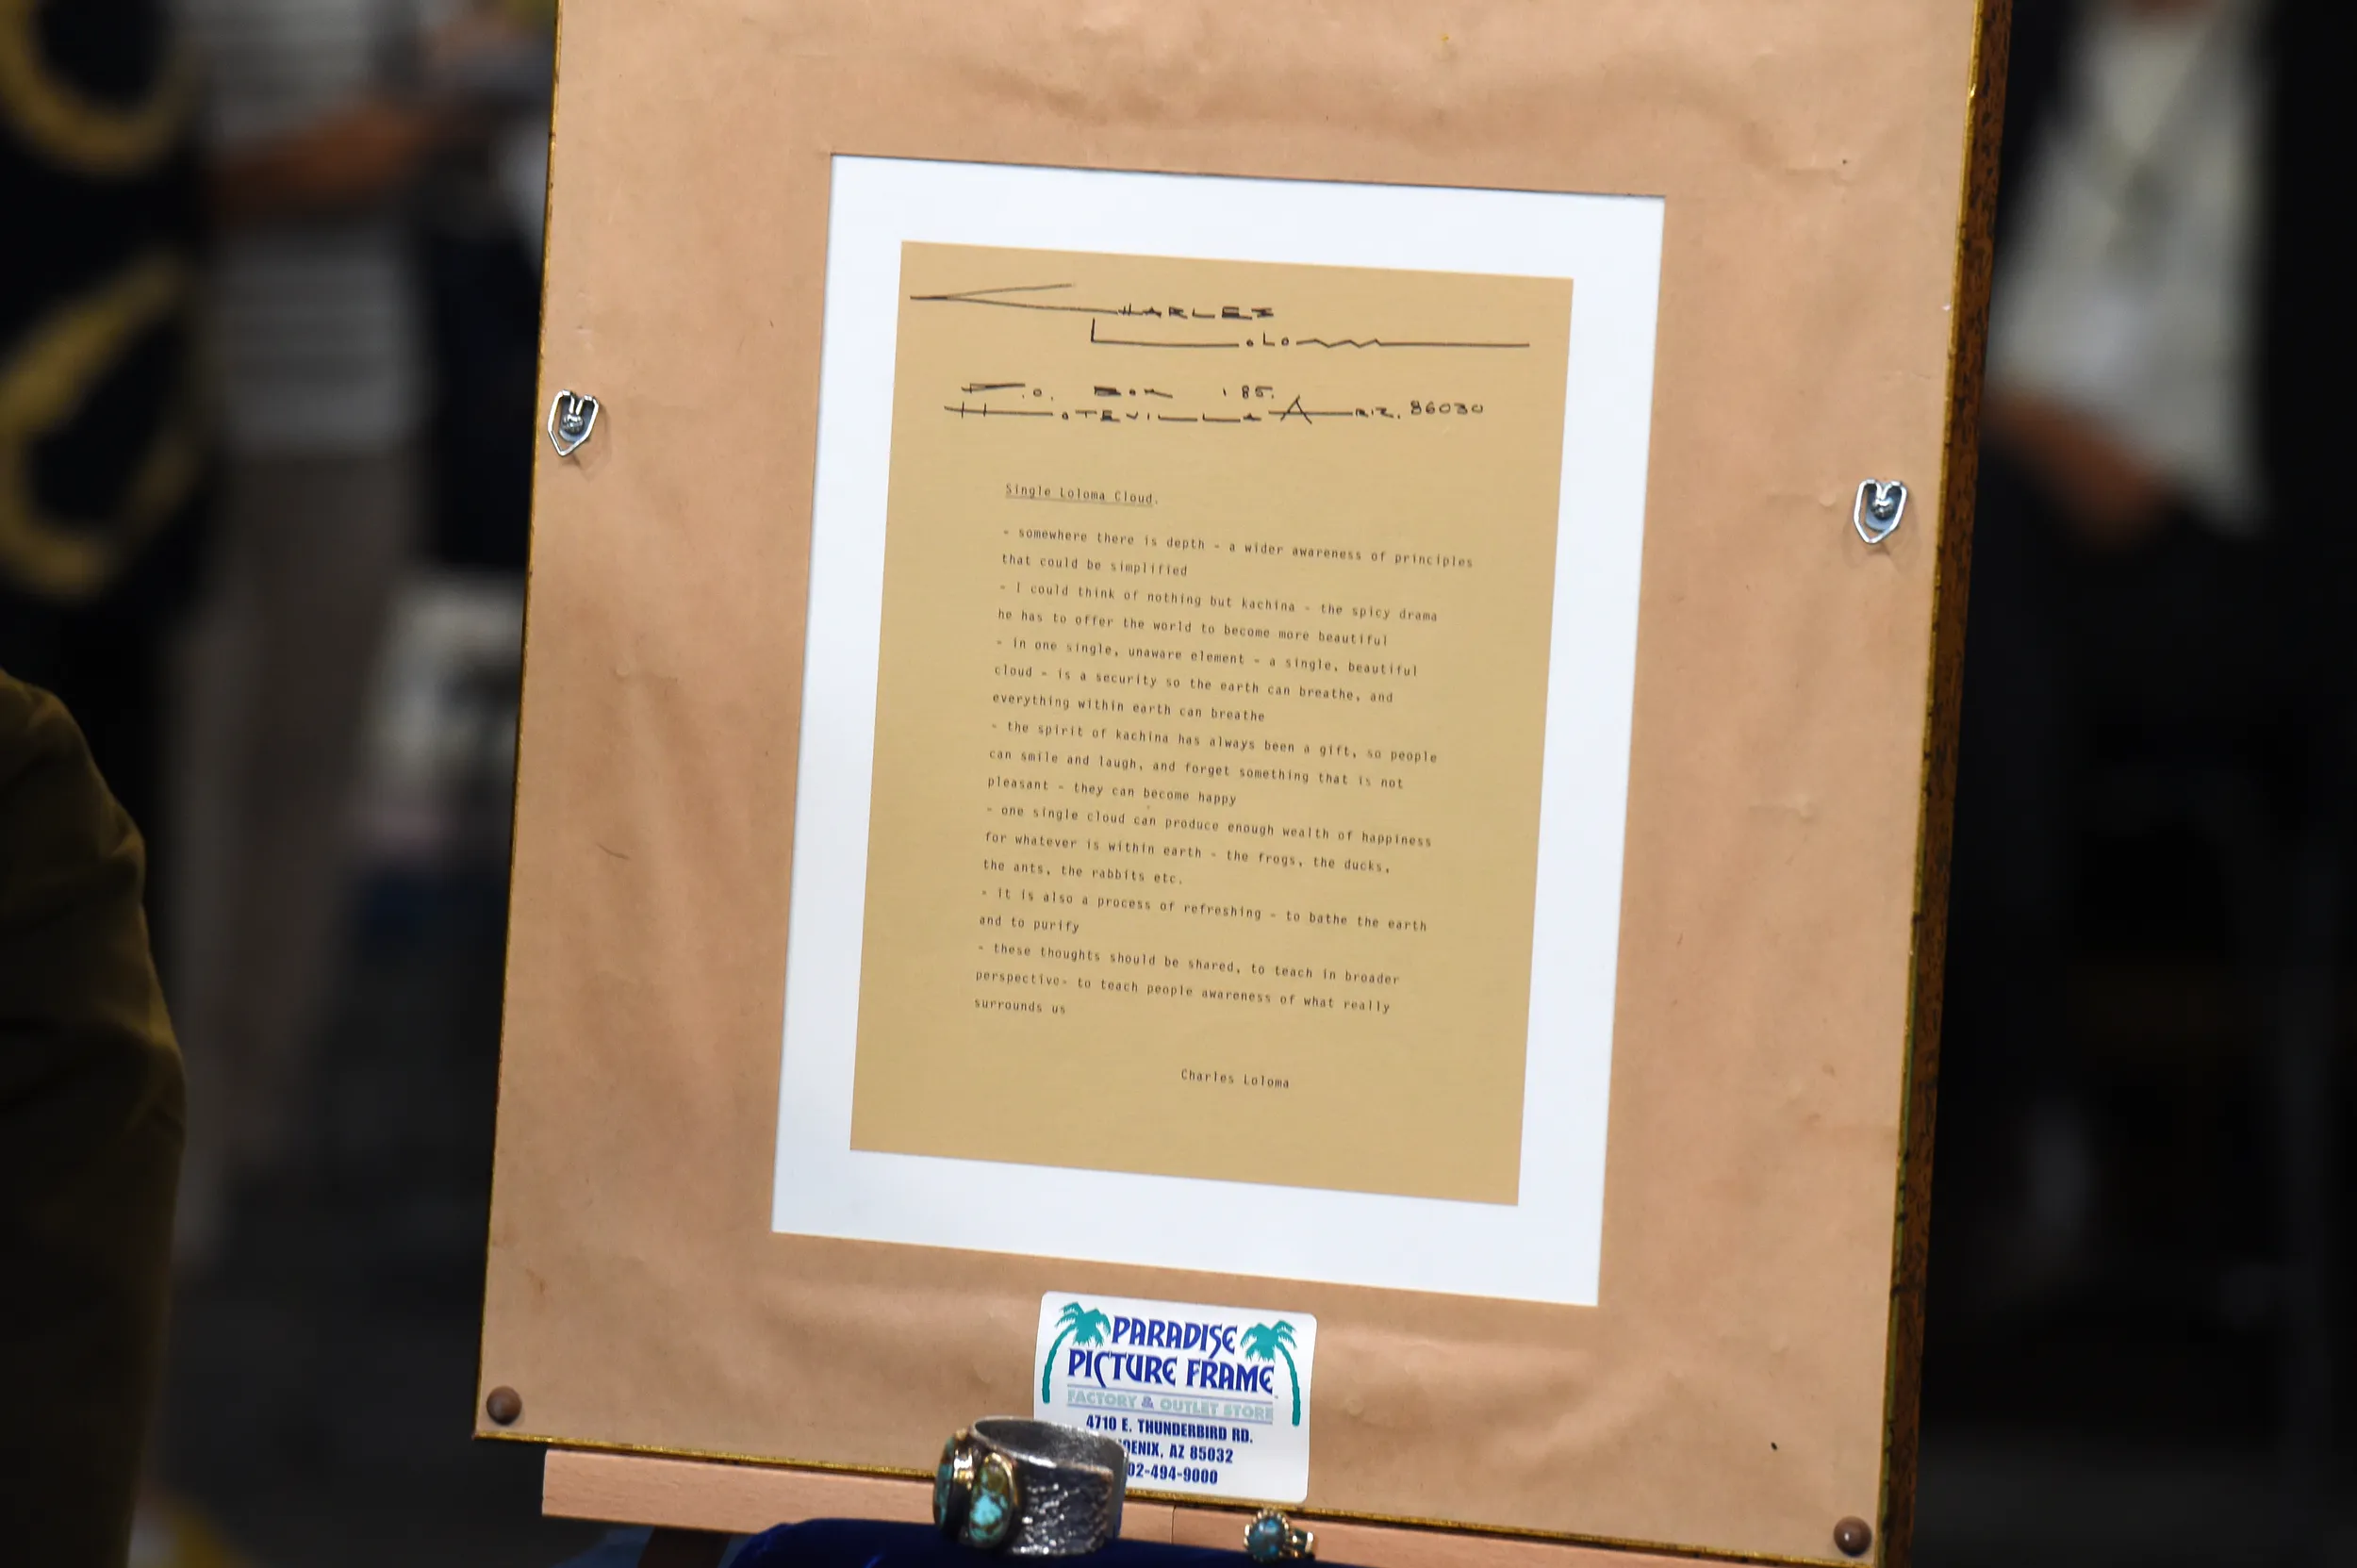 CHARLES
LOLOMA
P.O. BOX 185.
HOTEVILLA ARIZ. 86030
Single Loloma Cloud.
- somewhere there is depth - a wider awareness of principles
that could be simplified
- I could think of nothing but kachina - the spicy drama
he has to offer the world to become more beautiful
- in one single, unaware element - a single, beautiful
cloud - is a security so the earth can breathe, and
everything within earth can breathe
- the spirit of kachina has always been a gift, so people
can smile and laugh, and forget something that is not
pleasant - they can become happy
- one single cloud can produce enough wealth of happiness
for whatever is within earth - the frogs, the ducks,
the ants, the rabbits etc.
- it is also a process of refreshing - to bathe the earth
and to purify
- these thoughts should be shared, to teach in broader
perspective- to teach people awareness of what really
surrounds us
Charles Loloma
PARADISE
PICTURE FRAME
FACTORY & OUTLET STORE
4710 E. THUNDERBIRD RD.
OENIX, AZ 85032
02-494-9000